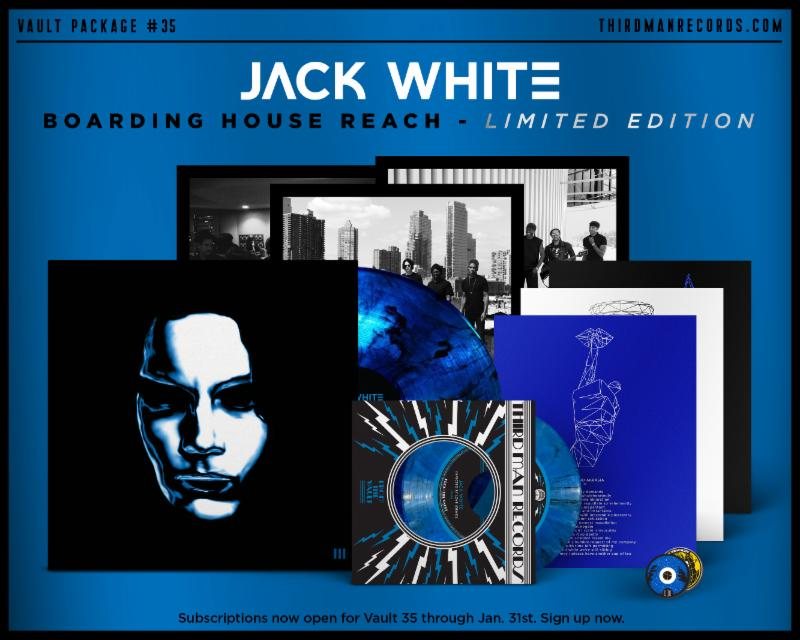 VAULT PACKAGE #35
THIRDMANRECORDS.COM
JACK WHITE
BOARDING HOUSE REACH - LIMITED EDITION
WHITE
THIRD MAN RECORDS
Subscriptions now open for Vault 35 through Jan. 31st. Sign up now.